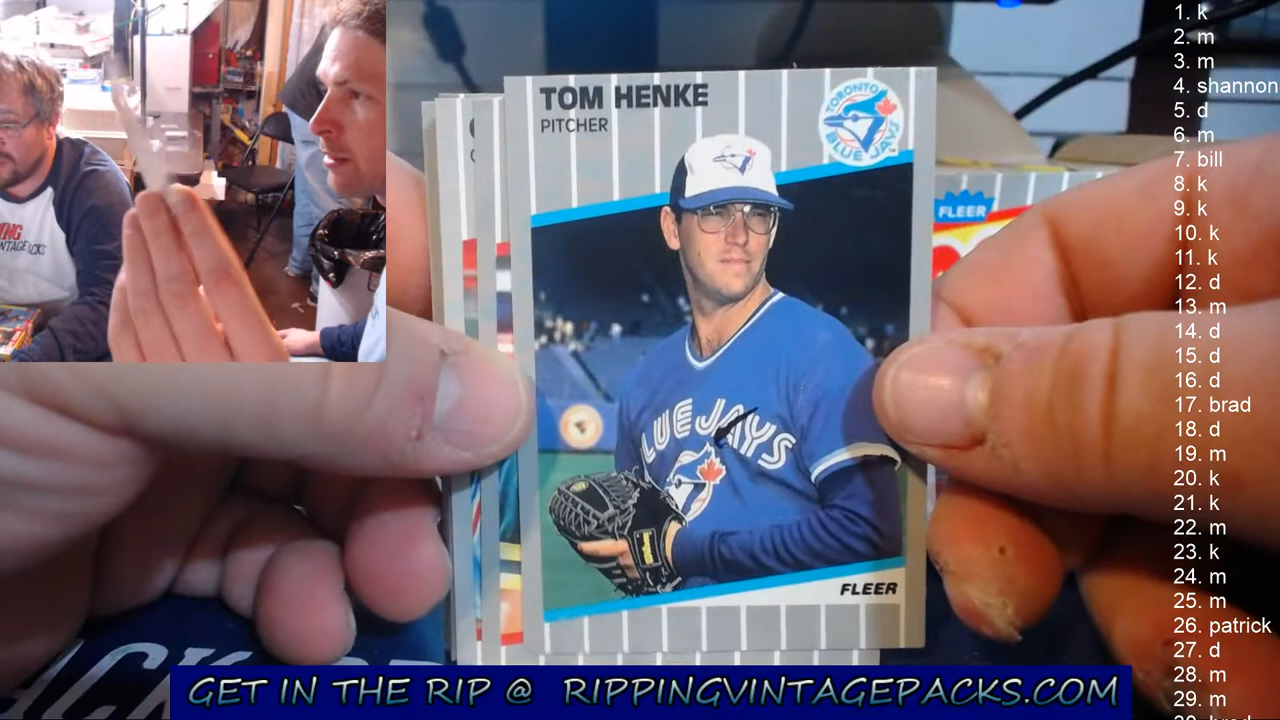 TOM HENKE
PITCHER
TORONTO
BLUE JAYS
FLEER
BLUE JAYS
FLEER
GET IN THE RIP @ RIPPINGVINTAGEPACKS.COM
1. k
2. m
3. m
4. shannon
5. d
6. m
7. bill
8. k
9. k
10. k
11. k
12. d
13. m
14. d
15. d
16. d
17. brad
18. d
19. m
20. k
21. k
22. m
23. k
24. m
25. m
26. patrick
27. d
28. m
29. m